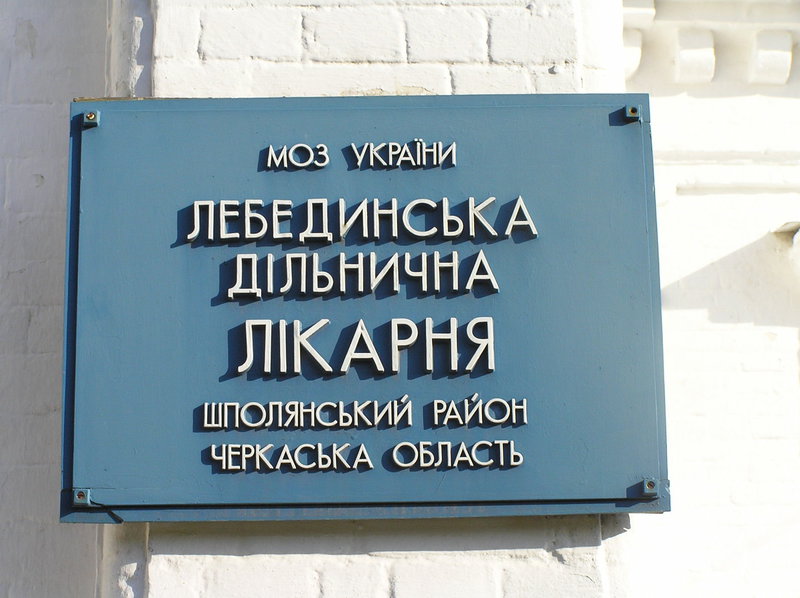 МОЗ УКРАЇНИ
ЛЕБЕДИНСЬКА
ДІЛЬНИЧНА
ЛІКАРНЯ
ШПОЛЯНСЬКИЙ РАЙОН
ЧЕРКАСЬКА ОБЛАСТЬ